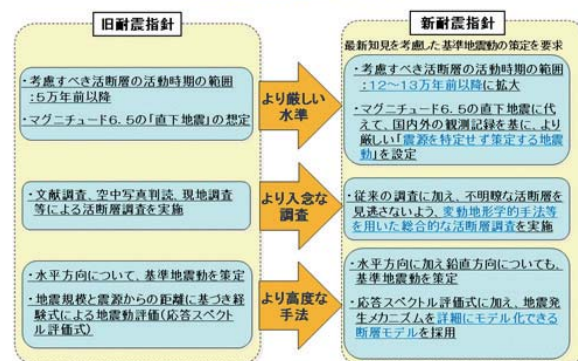 旧耐震指針
新耐震指針
最新知見を考慮した基準地震動の策定を要求
・考慮すべき活断層の活動時期の範囲
:5万年前以降
・マグニチュード6.5の「直下地震」の想定
より厳しい
水準
・考慮すべき活断層の活動時期の範囲
:12〜13万年前以降に拡大
・マグニチュード6.5の直下地震に代
えて、国内外の観測記録を基に、より
厳しい「震源を特定せず策定する地震
動」を設定
・文献調査、空中写真判読、現地調査
等による活断層調査を実施
より入念な
調査
・従来の調査に加え、不明瞭な活断層を
見逃さないよう、変動地形学的手法等
を用いた総合的な活断層調査を実施
・水平方向について、基準地震動を策定
・地震規模と震源からの距離に基づき経
験式による地震動評価(応答スペクト
ル評価式)
より高度な
手法
・水平方向に加え鉛直方向についても、
基準地震動を策定
・応答スペクトル評価式に加え、地震発
生メカニズムを詳細にモデル化できる
断層モデルを採用